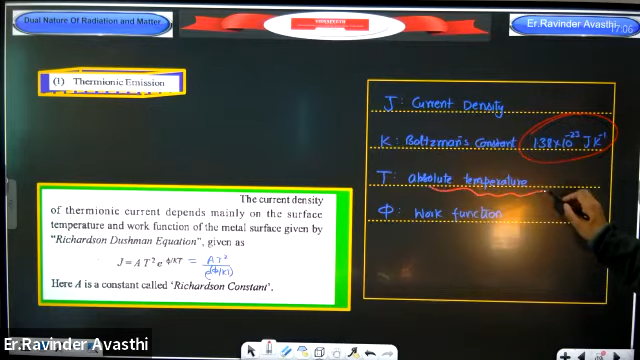 Dual Nature Of Radiation and Matter
Er.Ravinder Avasthi
17:06
(1) Thermionic Emission
J: Current Density
K: Boltzman's Constant 1.38×10⁻²³ J K⁻¹
T: absolute temperature
Φ: Work function
The current density
of thermionic current depends mainly on the surface
temperature and work function of the metal surface given by
"Richardson Dushman Equation", given as
J = A T² e ϕ/KT = AT² / e^(ϕ/KT)
Here A is a constant called 'Richardson Constant'.
Er.Ravinder Avasthi